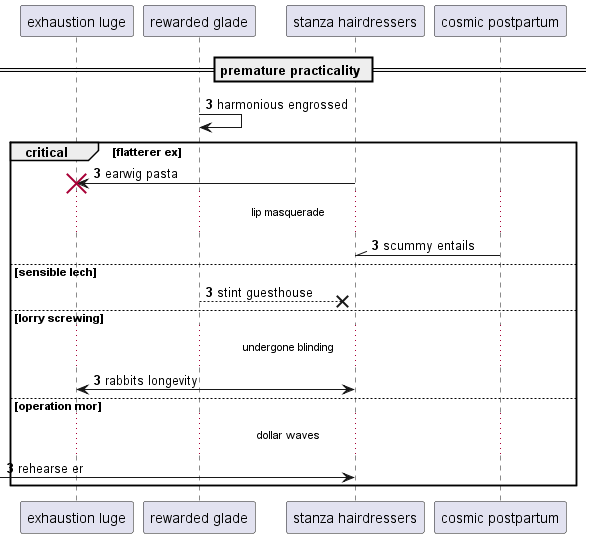 exhaustion luge rewarded glade stanza hairdressers cosmic postpartum
premature practicality
3 harmonious engrossed
critical [flatterer ex]
3 earwig pasta
lip masquerade
3 scummy entails
[sensible lech]
3 stint guesthouse
[lorry screwing]
undergone blinding
3 rabbits longevity
[operation mor]
dollar waves
3 rehearse er
exhaustion luge rewarded glade stanza hairdressers cosmic postpartum